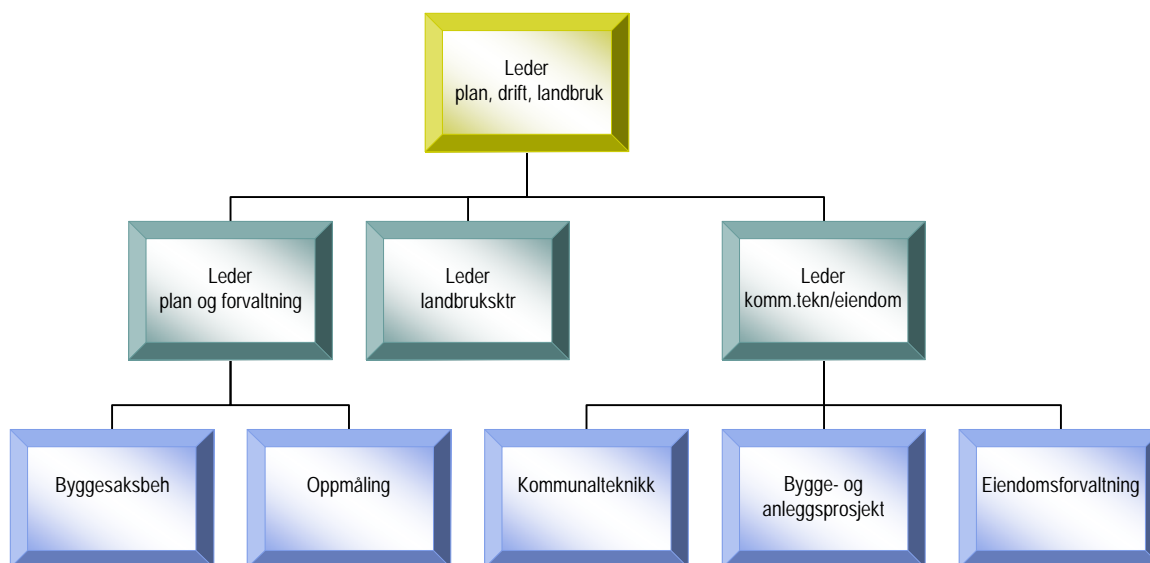 Leder
plan, drift, landbruk
Leder
plan og forvaltning
Leder
landbruksktr
Leder
komm.tekn/eiendom
Byggesaksbeh
Oppmåling
Kommunalteknikk
Bygge- og
anleggsprosjekt
Eiendomsforvaltning